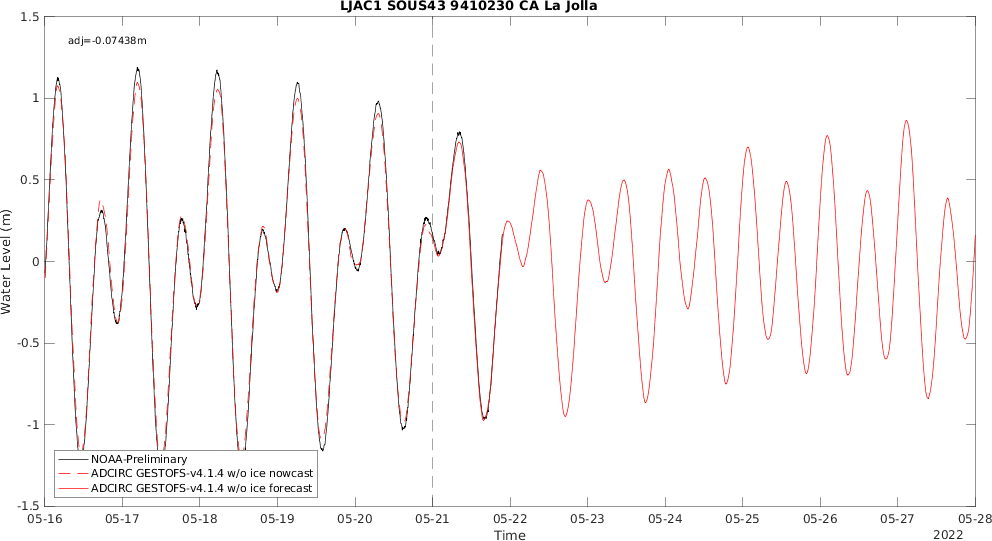 LJAC1 SOUS43 9410230 CA La Jolla
adj=-0.07438m
1.5
1
0.5
0
-0.5
-1
-1.5
Water Level (m)
NOAA-Preliminary
ADCIRC GESTOFS-v4.1.4 w/o ice nowcast
ADCIRC GESTOFS-v4.1.4 w/o ice forecast
05-16 05-17 05-18 05-19 05-20 05-21 05-22 05-23 05-24 05-25 05-26 05-27 05-28
Time
2022